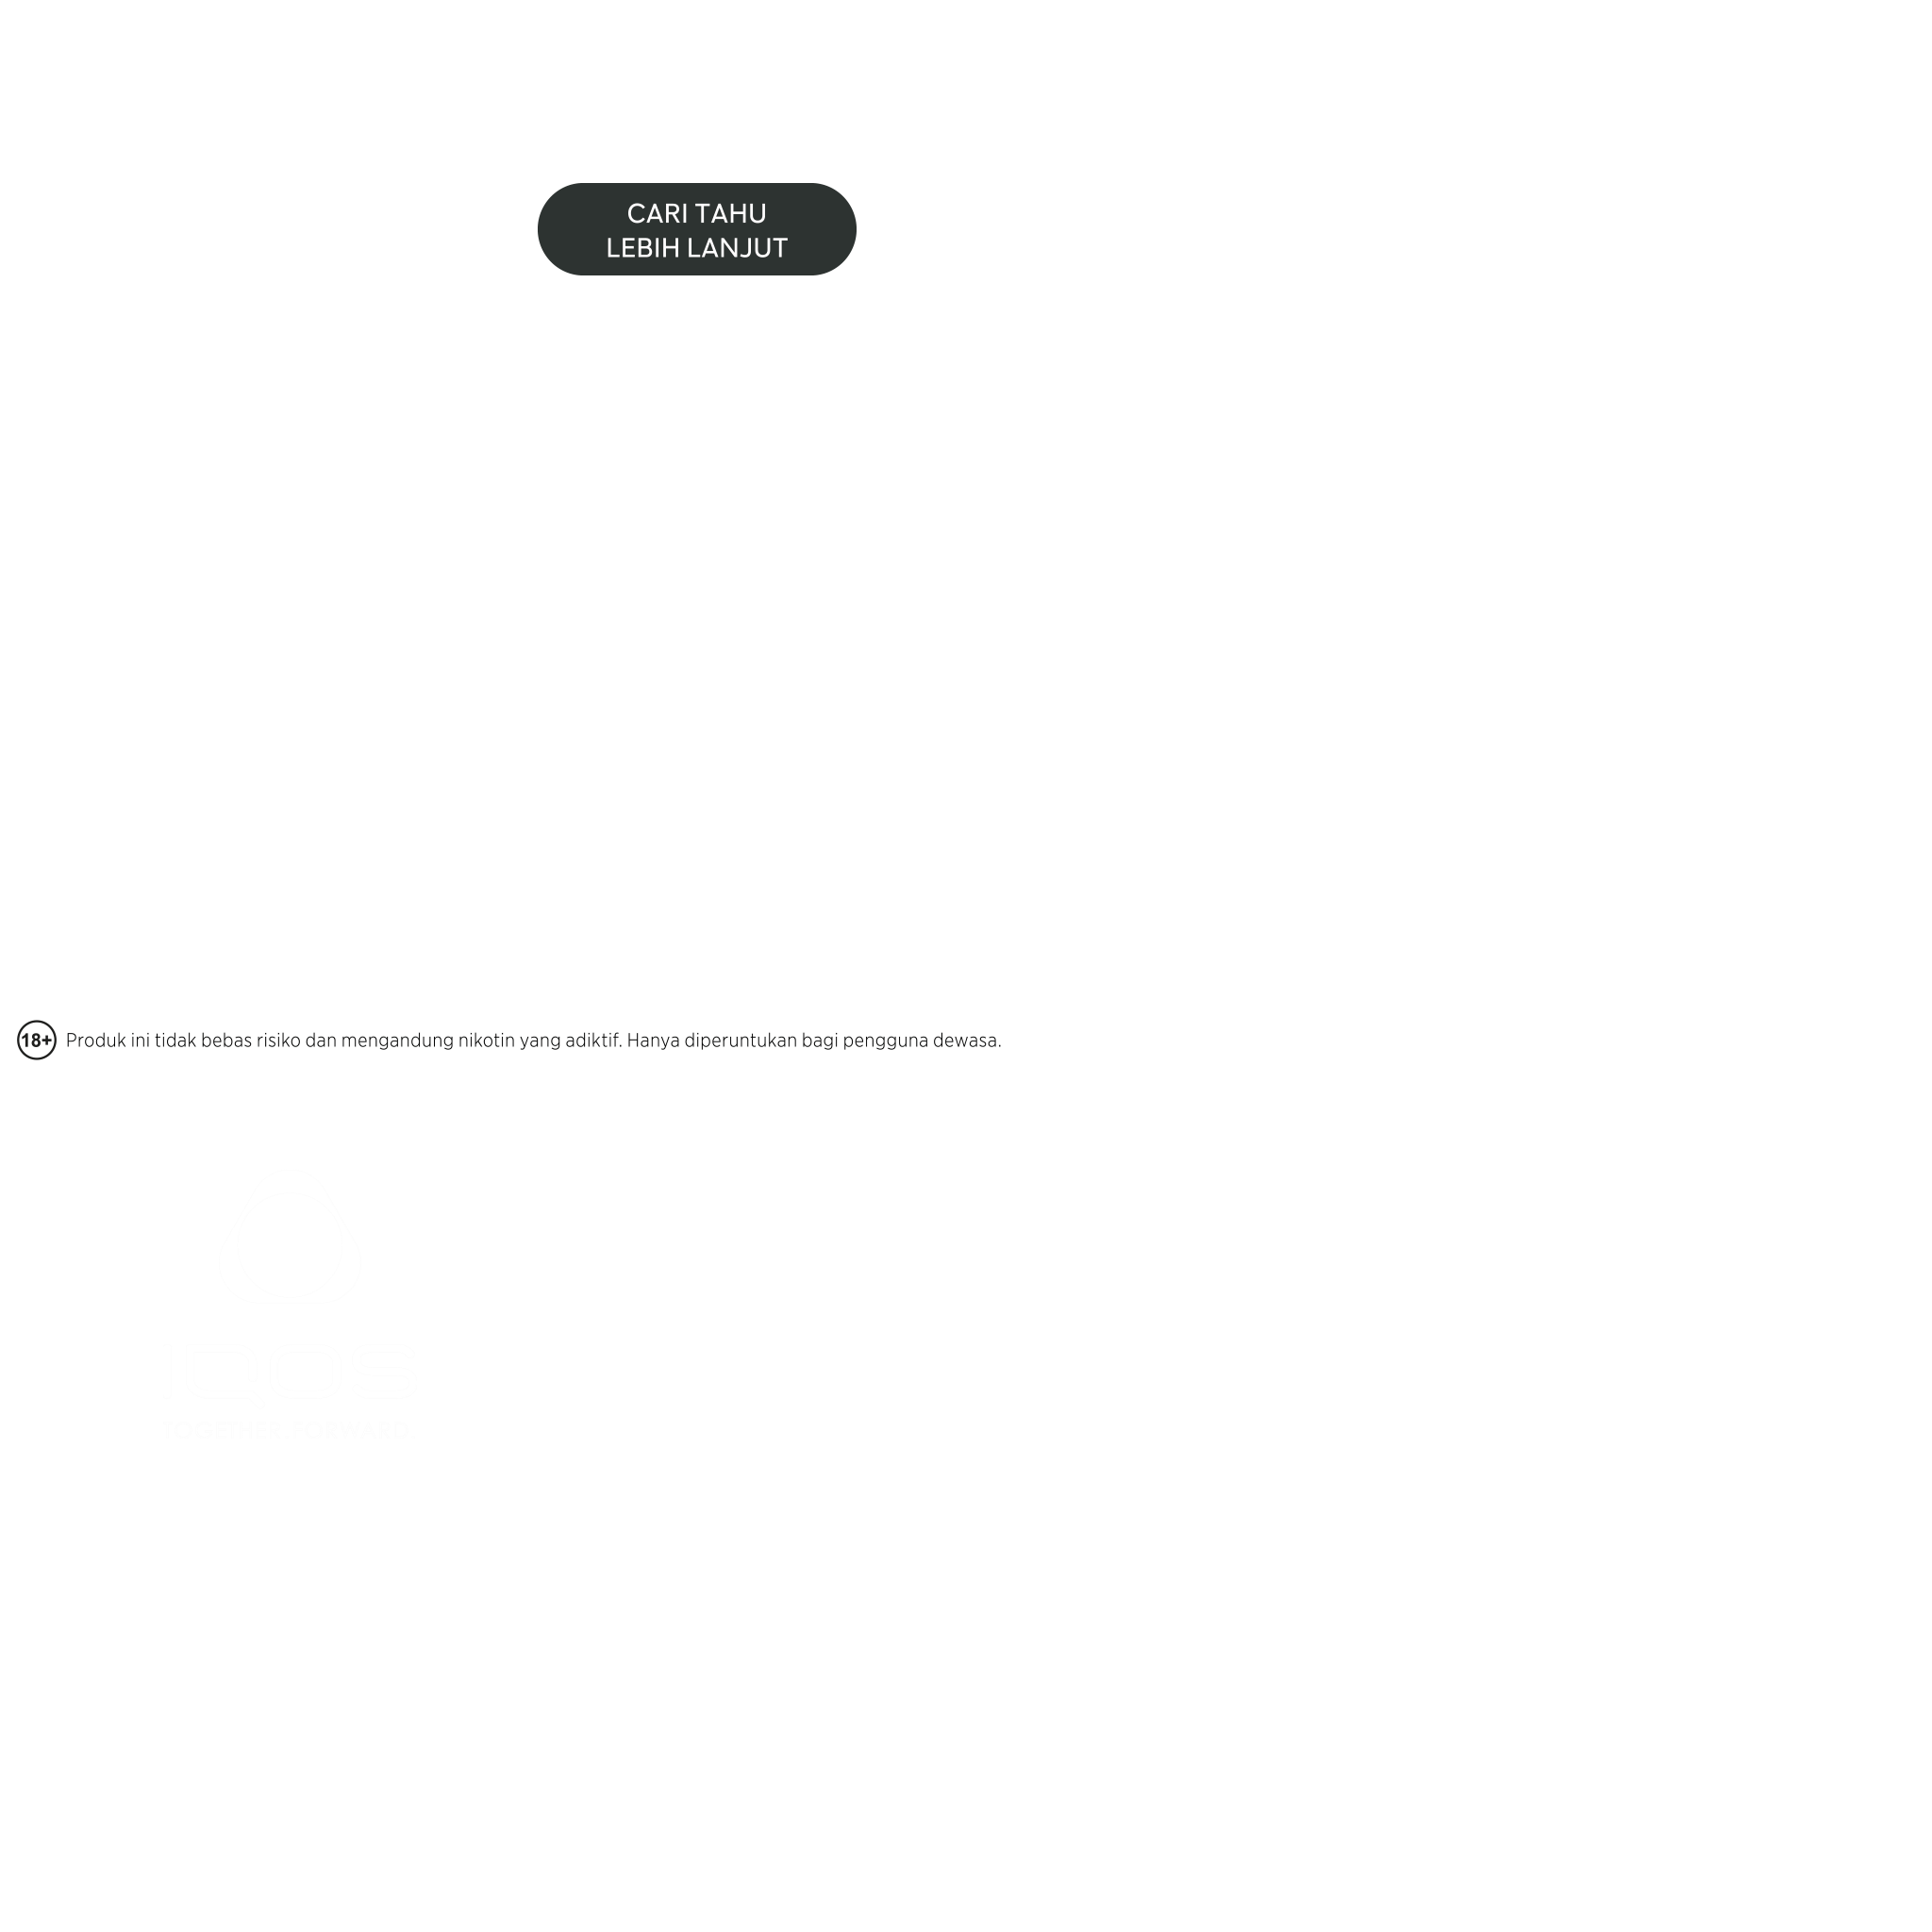 CARI TAHU
LEBIH LANJUT
18+ Produk ini tidak bebas risiko dan mengandung nikotin yang adiktif. Hanya diperuntukan bagi pengguna dewasa.